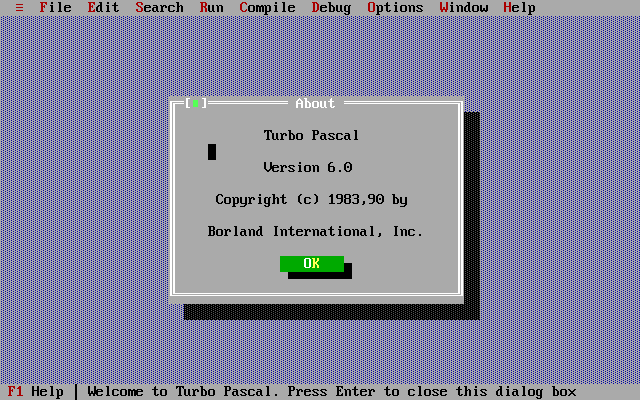 ≡ File Edit Search Run Compile Debug Options Window Help
[■] About
Turbo Pascal
Version 6.0
Copyright (c) 1983,90 by
Borland International, Inc.
OK
F1 Help | Welcome to Turbo Pascal. Press Enter to close this dialog box